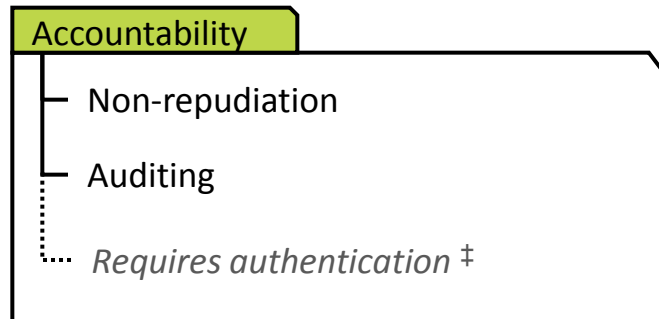 Accountability
Non-repudiation
Auditing
Requires authentication ‡